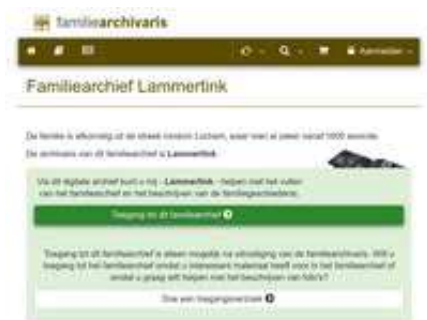 familiearchivaris
Aanmelden
Familiearchief Lammertink
De familie is afkomstig uit de streek rondom Lochem, waar men al zeker vanaf 1600 woonde.
De archivaris van dit familiearchief is Lammertink.
Via dit digitale archief kunt u mij - Lammertink - helpen met het vullen
van het familiearchief en het beschrijven van de familiegeschiedenis.
Toegang tot dit familiearchief
Toegang tot dit familiearchief is alleen mogelijk na uitnodiging van de familiearchivaris. Wilt u
toegang tot het familiearchief omdat u interessant materiaal heeft voor in het familiearchief of
omdat u graag wilt helpen met het beschrijven van foto's?
Doe een toegangsverzoek